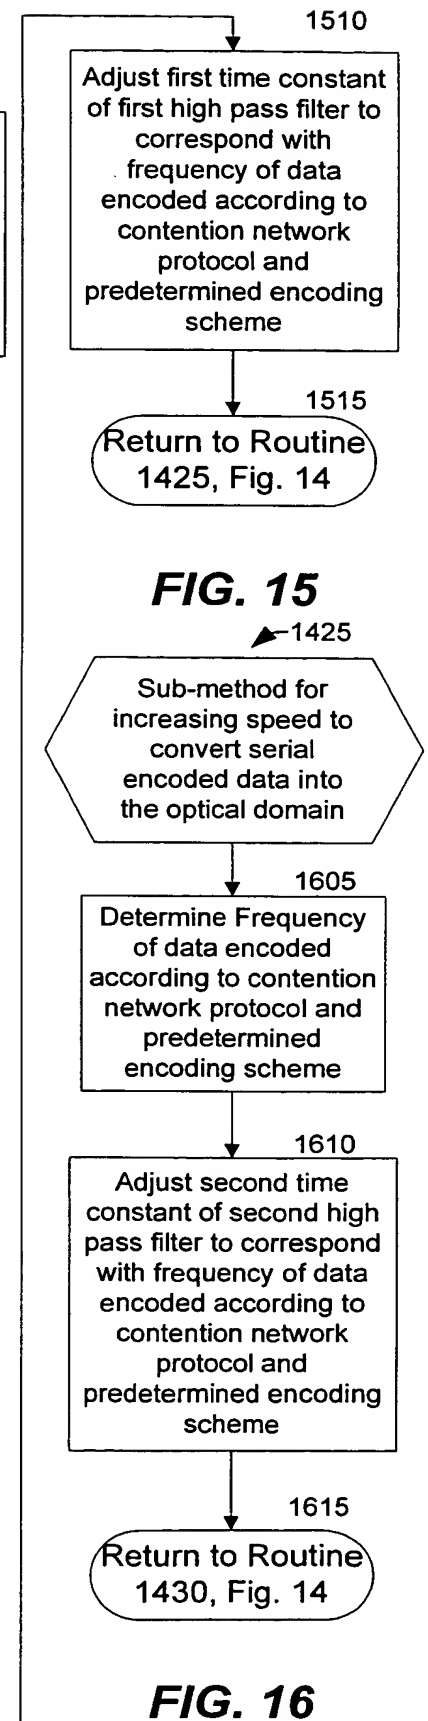 1510
Adjust first time constant
of first high pass filter to
correspond with
frequency of data
encoded according to
contention network
protocol and
predetermined encoding
scheme
1515
Return to Routine
1425, Fig. 14
FIG. 15
1425
Sub-method for
increasing speed to
convert serial
encoded data into
the optical domain
1605
Determine Frequency
of data encoded
according to contention
network protocol and
predetermined
encoding scheme
1610
Adjust second time
constant of second high
pass filter to correspond
with frequency of data
encoded according to
contention network
protocol and
predetermined encoding
scheme
1615
Return to Routine
1430, Fig. 14
FIG. 16